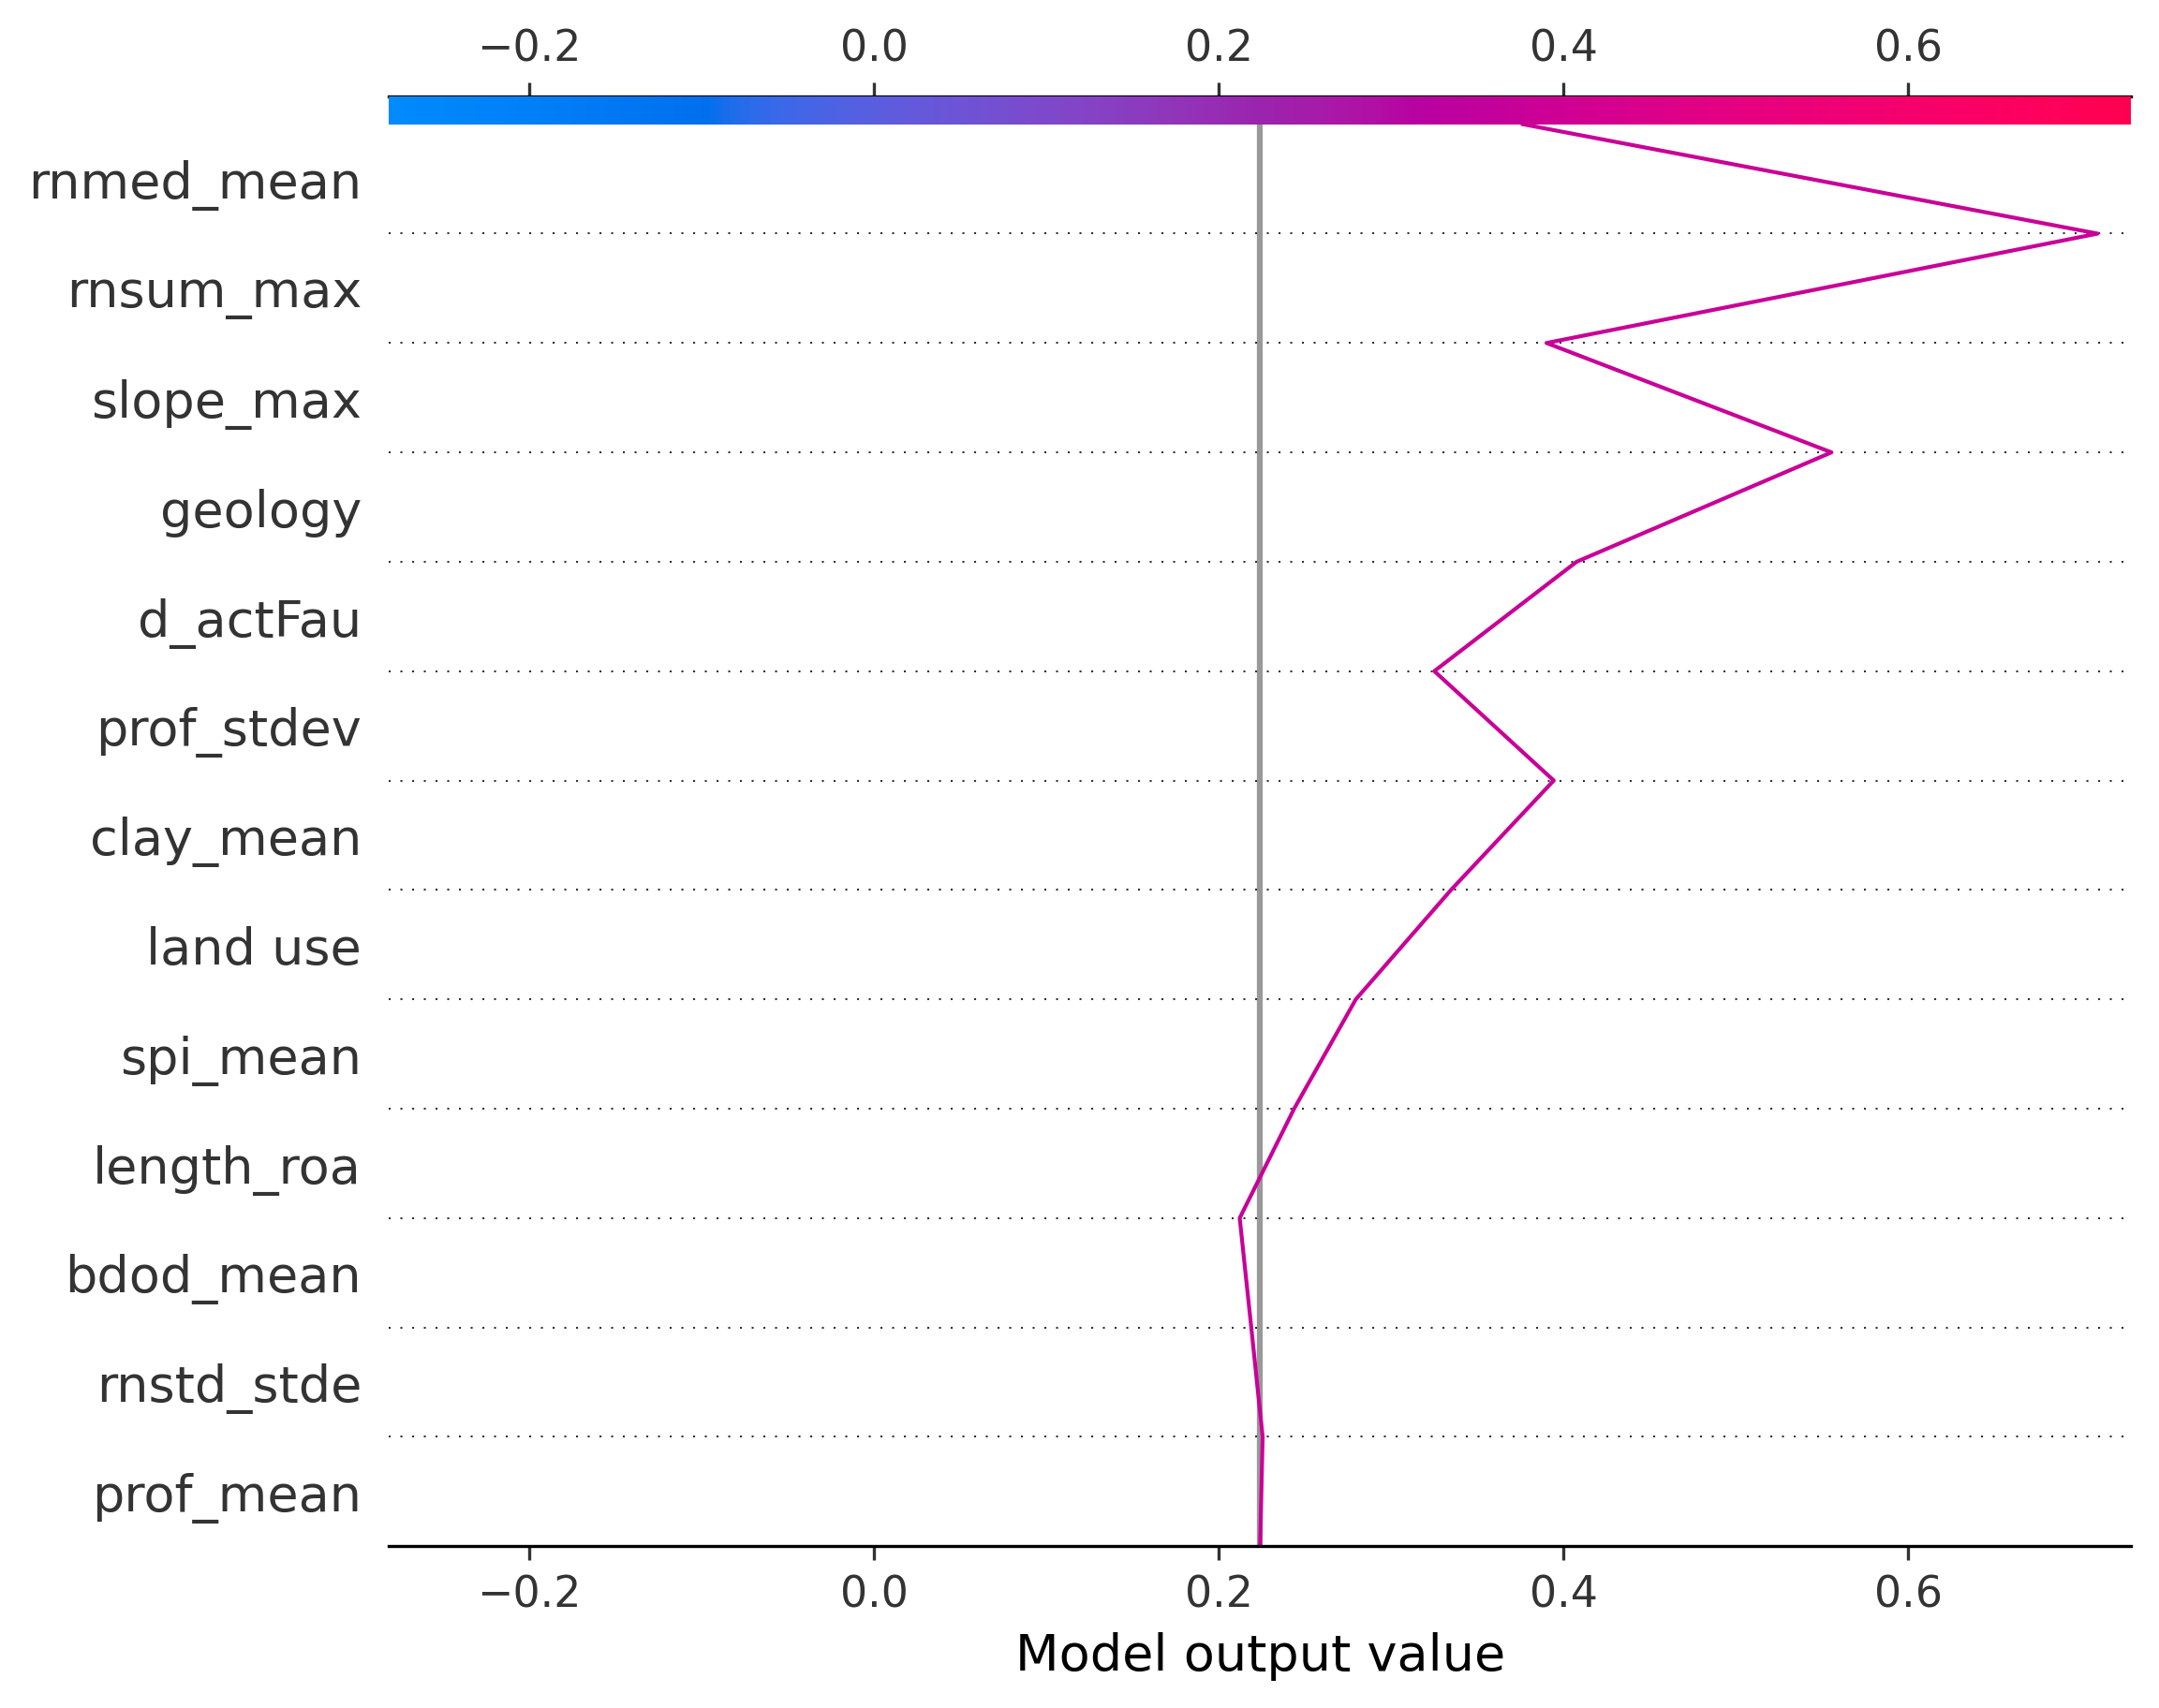 −0.2 0.0 0.2 0.4 0.6
rnmed_mean
rnsum_max
slope_max
geology
d_actFau
prof_stdev
clay_mean
land use
spi_mean
length_roa
bdod_mean
rnstd_stde
prof_mean
−0.2 0.0 0.2 0.4 0.6
Model output value